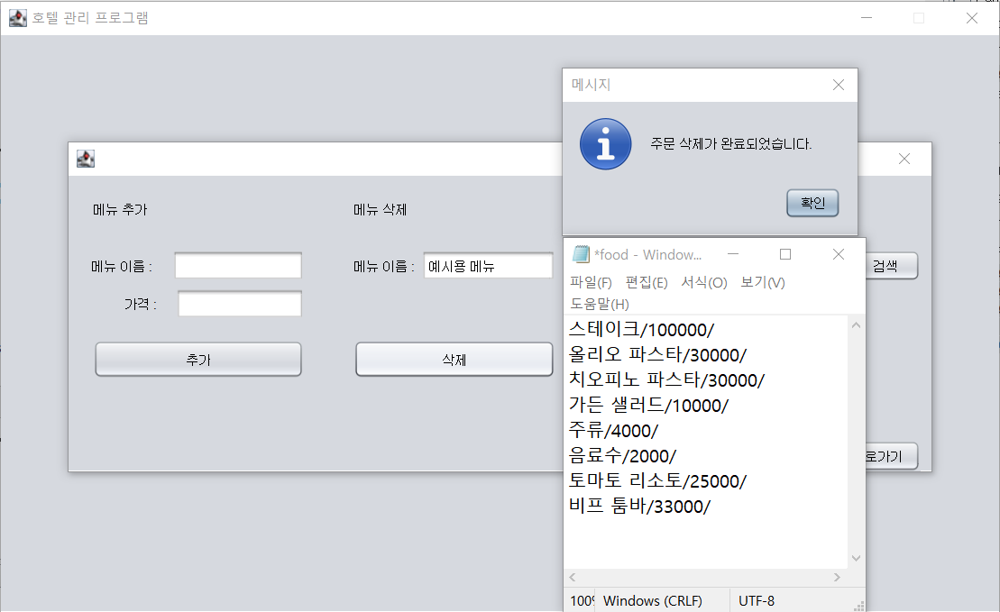 호텔 관리 프로그램
메시지
주문 삭제가 완료되었습니다.
확인
메뉴 추가
메뉴 삭제
메뉴 이름 :
메뉴 이름 :
예시용 메뉴
검색
가격 :
추가
삭제
로가기
*food - Window...
파일(F) 편집(E) 서식(O) 보기(V)
도움말(H)
스테이크/100000/
올리오 파스타/30000/
치오피노 파스타/30000/
가든 샐러드/10000/
주류/4000/
음료수/2000/
토마토 리소토/25000/
비프 툼바/33000/
100% Windows (CRLF) UTF-8